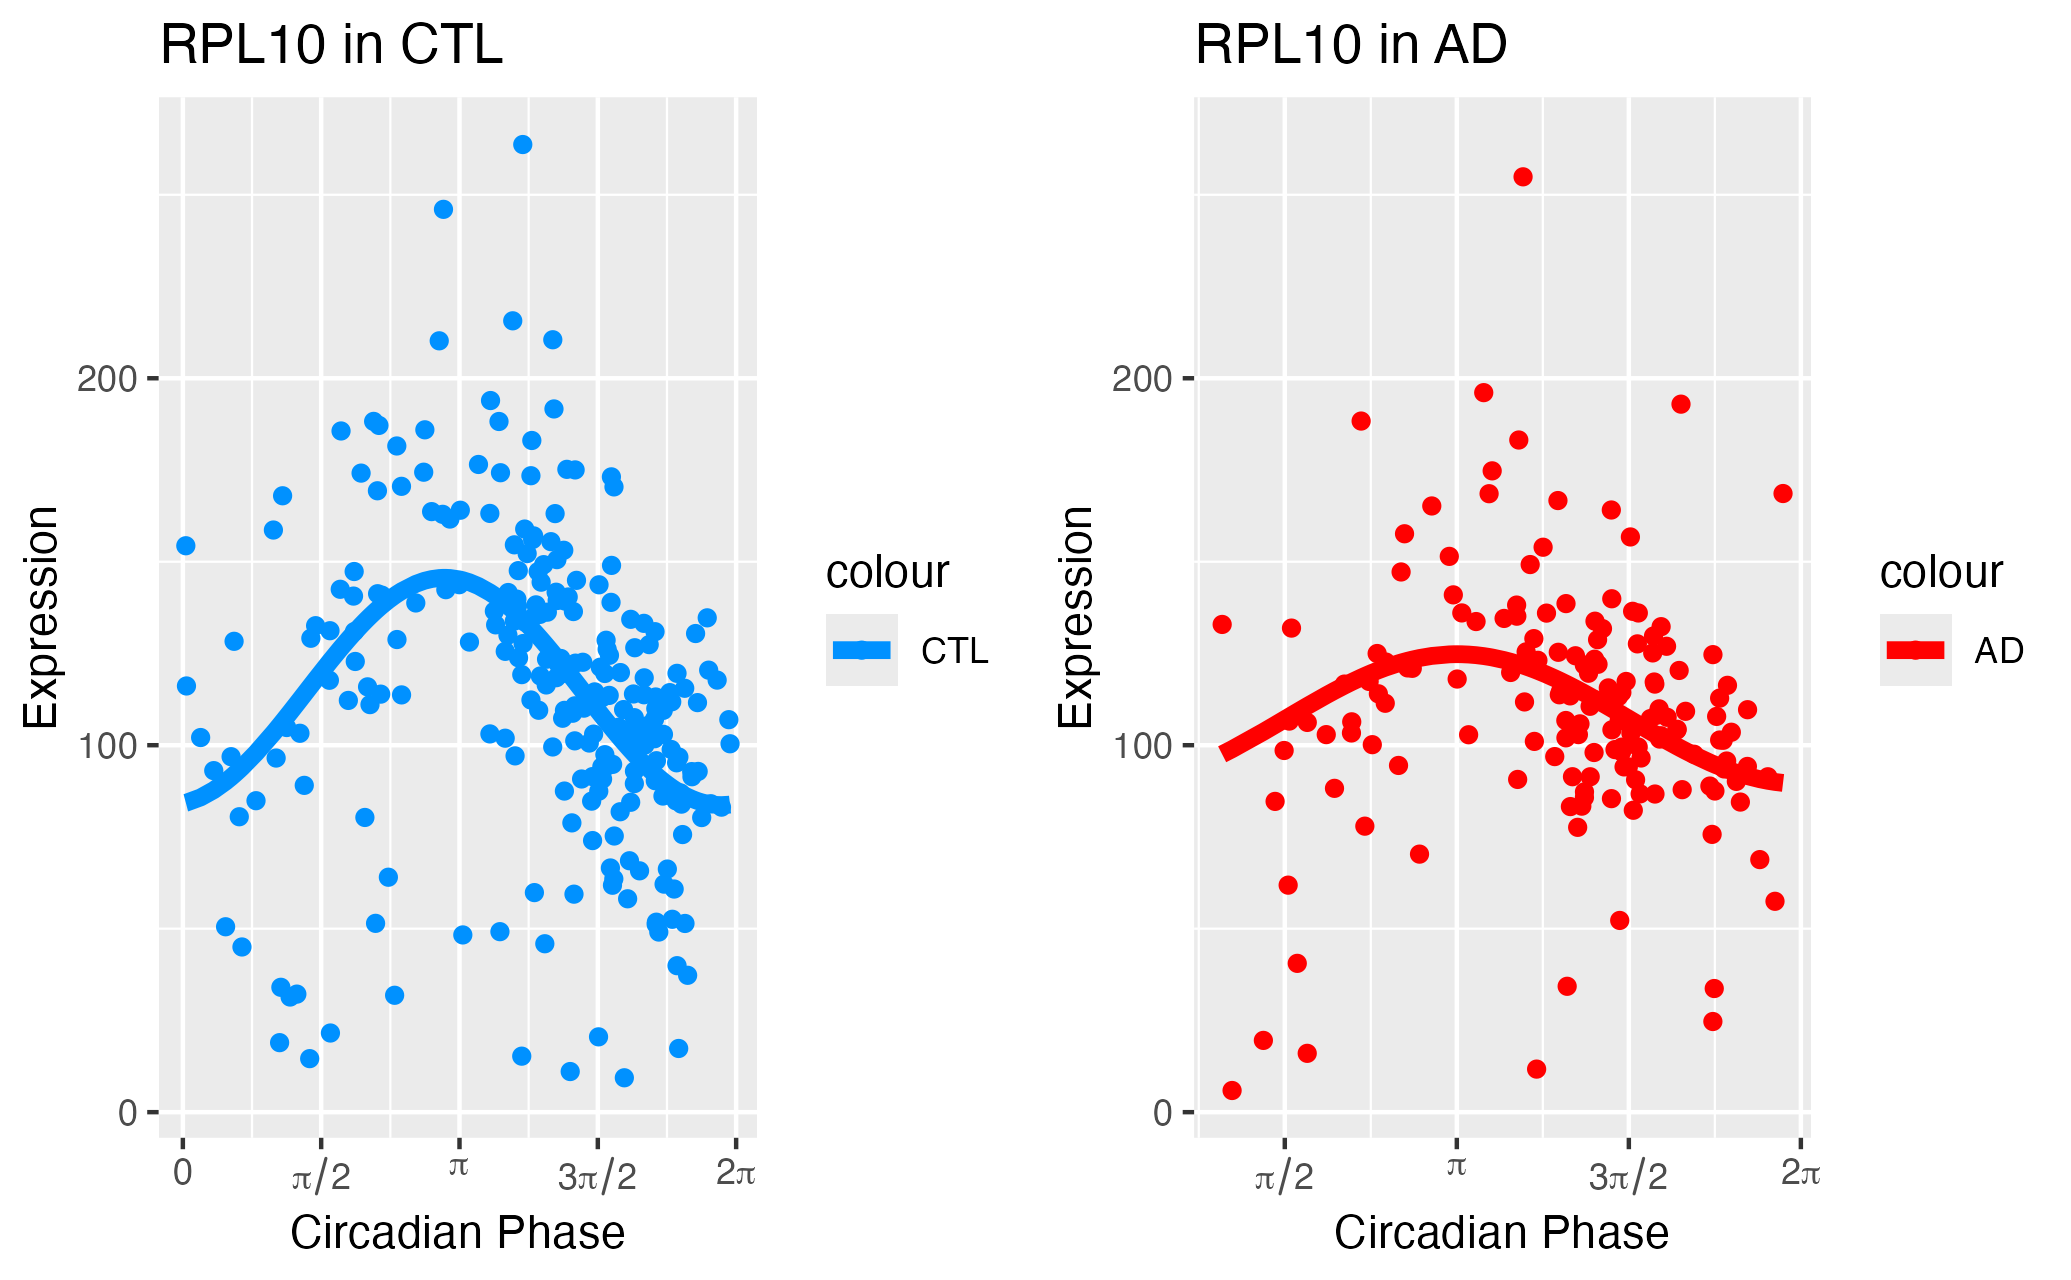 RPL10 in CTL
Expression
200
100
0
0
π/2
π
3π/2
2π
Circadian Phase
colour
CTL
RPL10 in AD
Expression
200
100
0
π/2
π
3π/2
2π
Circadian Phase
colour
AD